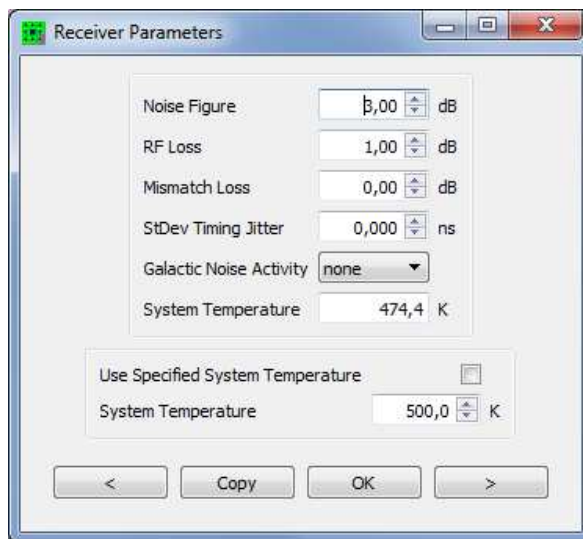 Receiver Parameters
Noise Figure 3,00 dB
RF Loss 1,00 dB
Mismatch Loss 0,00 dB
StDev Timing Jitter 0,000 ns
Galactic Noise Activity none
System Temperature 474,4 K
Use Specified System Temperature
System Temperature 500,0 K
< Copy OK >